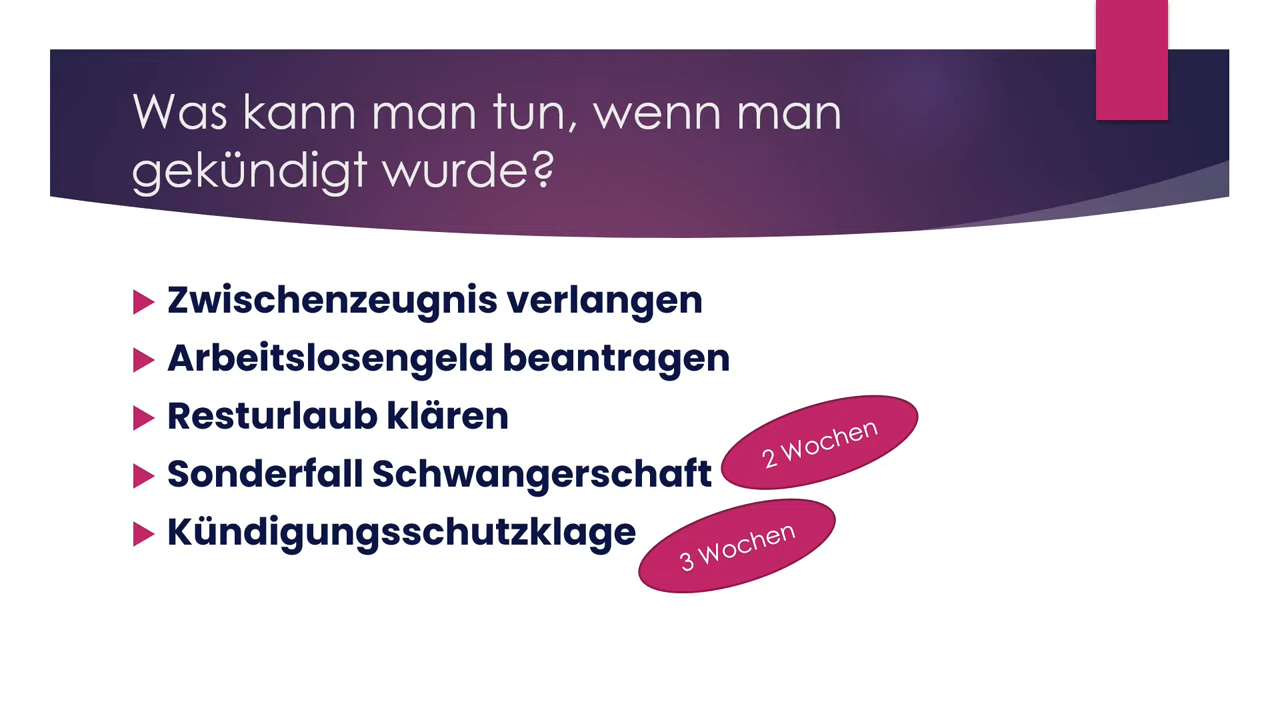 Was kann man tun, wenn man
gekündigt wurde?
Zwischenzeugnis verlangen
Arbeitslosengeld beantragen
Resturlaub klären
Sonderfall Schwangerschaft
2 Wochen
Kündigungsschutzklage
3 Wochen